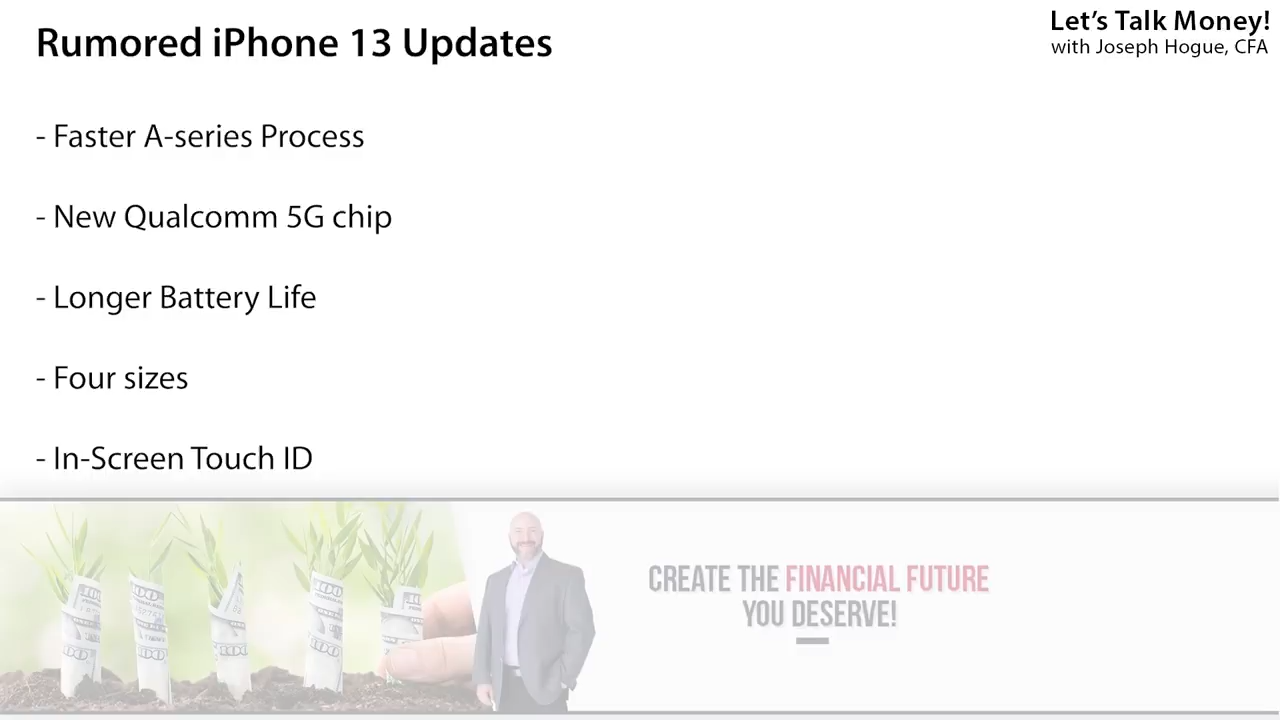 Rumored iPhone 13 Updates
Let's Talk Money!
with Joseph Hogue, CFA
- Faster A-series Process
- New Qualcomm 5G chip
- Longer Battery Life
- Four sizes
- In-Screen Touch ID
CREATE THE FINANCIAL FUTURE
YOU DESERVE!